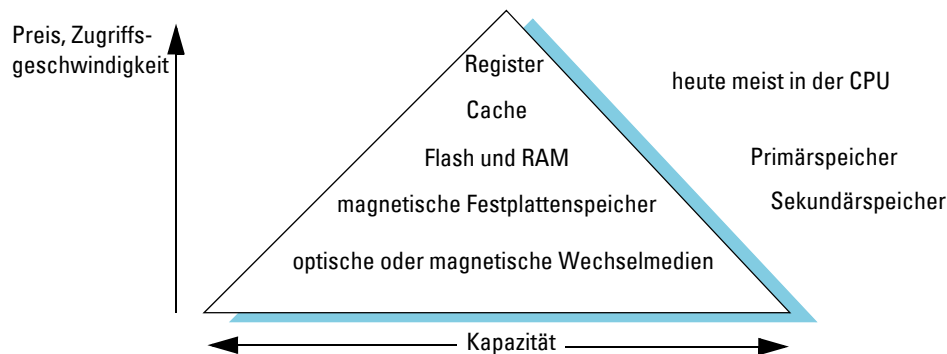 Preis, Zugriffs-
geschwindigkeit
Register
heute meist in der CPU
Cache
Flash und RAM
Primärspeicher
magnetische Festplattenspeicher
Sekundärspeicher
optische oder magnetische Wechselmedien
Kapazität